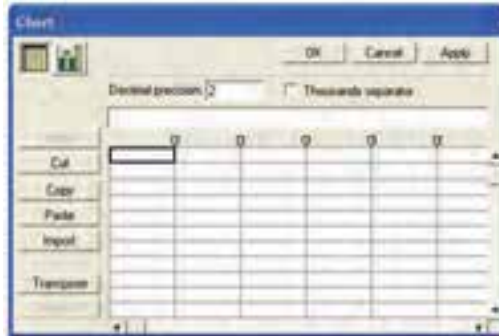 Chart
OK Cancel Apply
Decimal precision: 2 Thousands separator
Cut
Copy
Paste
Import
Transpose